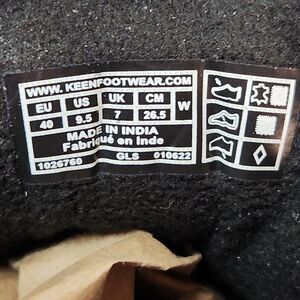 WWW.KEENFOOTWEAR.COM
EU US UK CM W
40 9.5 7 26.5
MADE IN INDIA
Fabriqué en Inde
1026760 GLS 010622